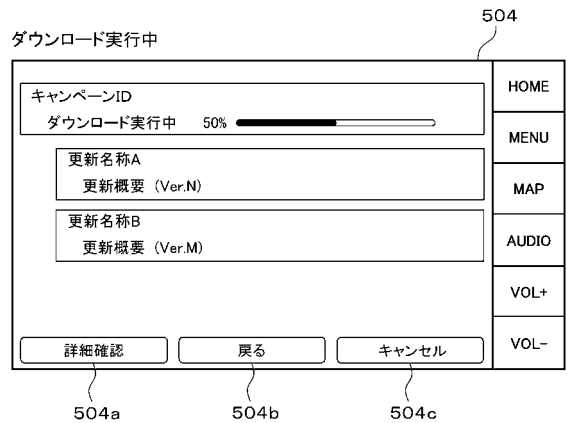 504
ダウンロード実行中
キャンペーンID
ダウンロード実行中 50%
更新名称A
更新概要 (Ver.N)
更新名称B
更新概要 (Ver.M)
詳細確認
戻る
キャンセル
HOME
MENU
MAP
AUDIO
VOL+
VOL-
504a
504b
504c